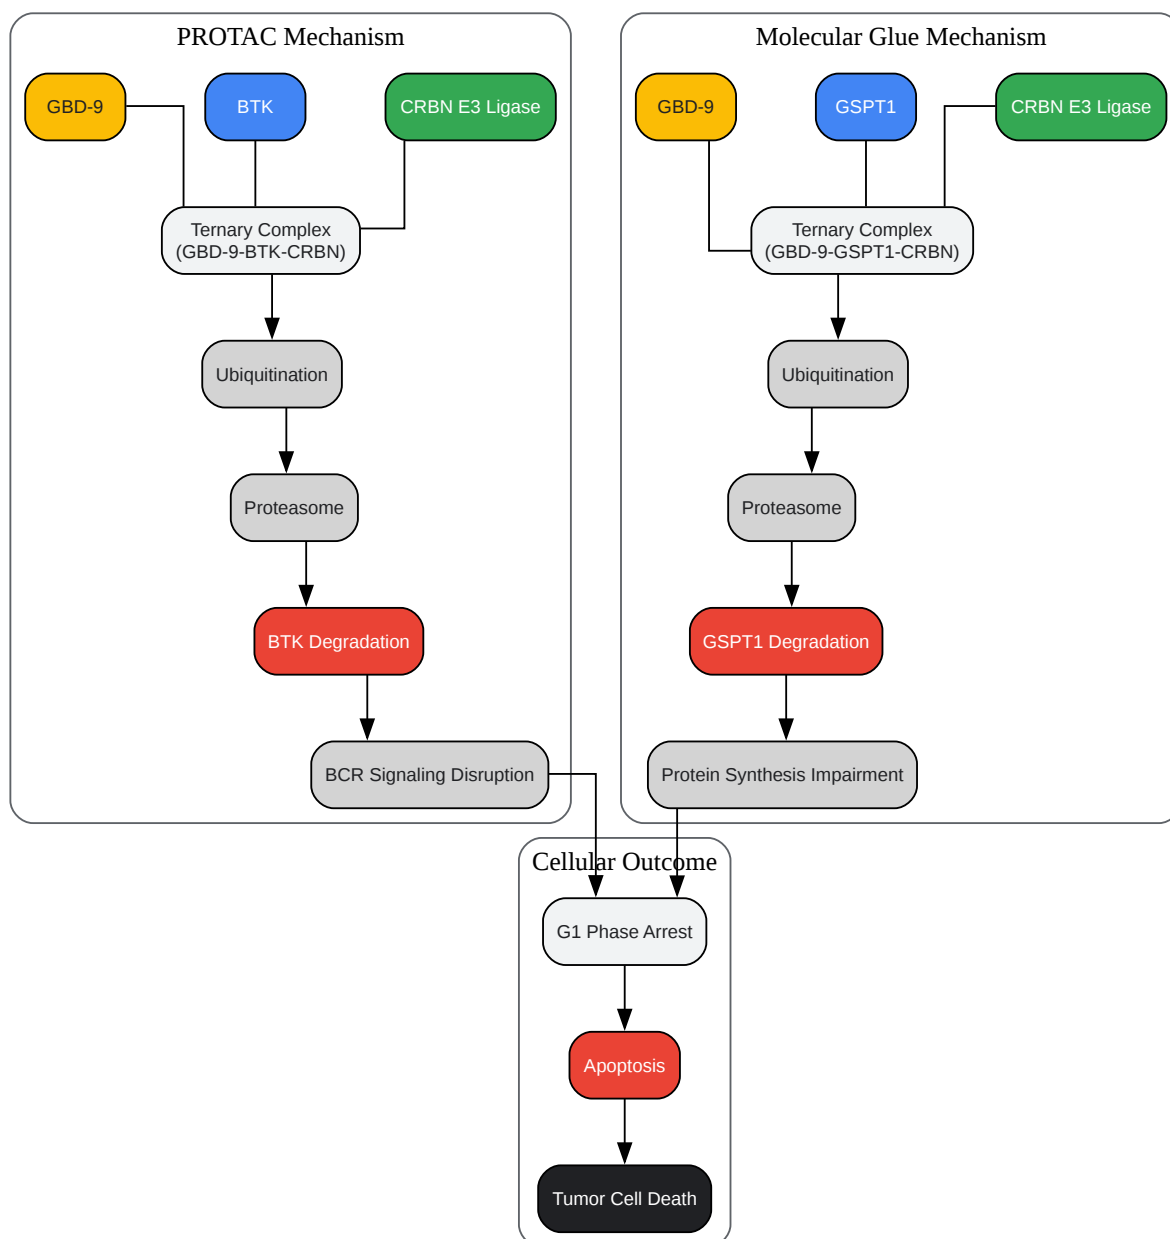 PROTAC Mechanism
GBD-9
BTK
CRBN E3 Ligase
Ternary Complex
(GBD-9-BTK-CRBN)
Ubiquitination
Proteasome
BTK Degradation
BCR Signaling Disruption
Molecular Glue Mechanism
GBD-9
GSPT1
CRBN E3 Ligase
Ternary Complex
(GBD-9-GSPT1-CRBN)
Ubiquitination
Proteasome
GSPT1 Degradation
Protein Synthesis Impairment
Cellular Outcome
G1 Phase Arrest
Apoptosis
Tumor Cell Death